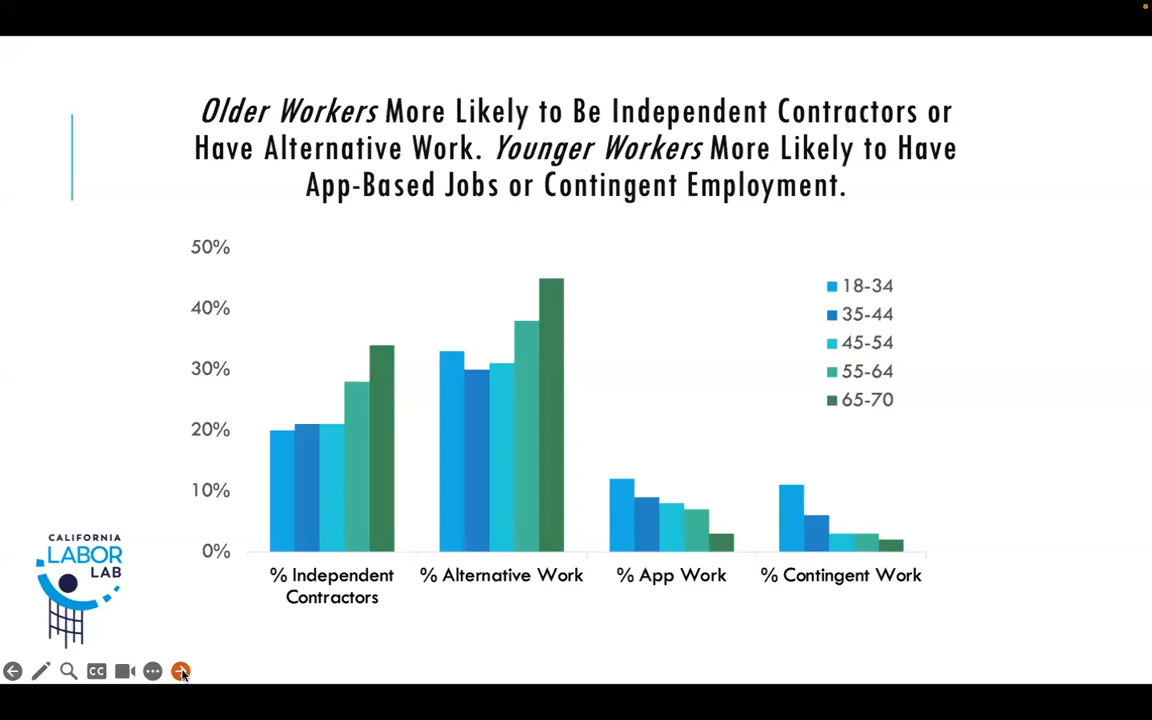 Older Workers More Likely to Be Independent Contractors or
Have Alternative Work. Younger Workers More Likely to Have
App-Based Jobs or Contingent Employment.
50%
40%
30%
20%
10%
0%
18-34
35-44
45-54
55-64
65-70
% Independent
Contractors
% Alternative Work
% App Work
% Contingent Work
CALIFORNIA
LABOR
LAB
CC